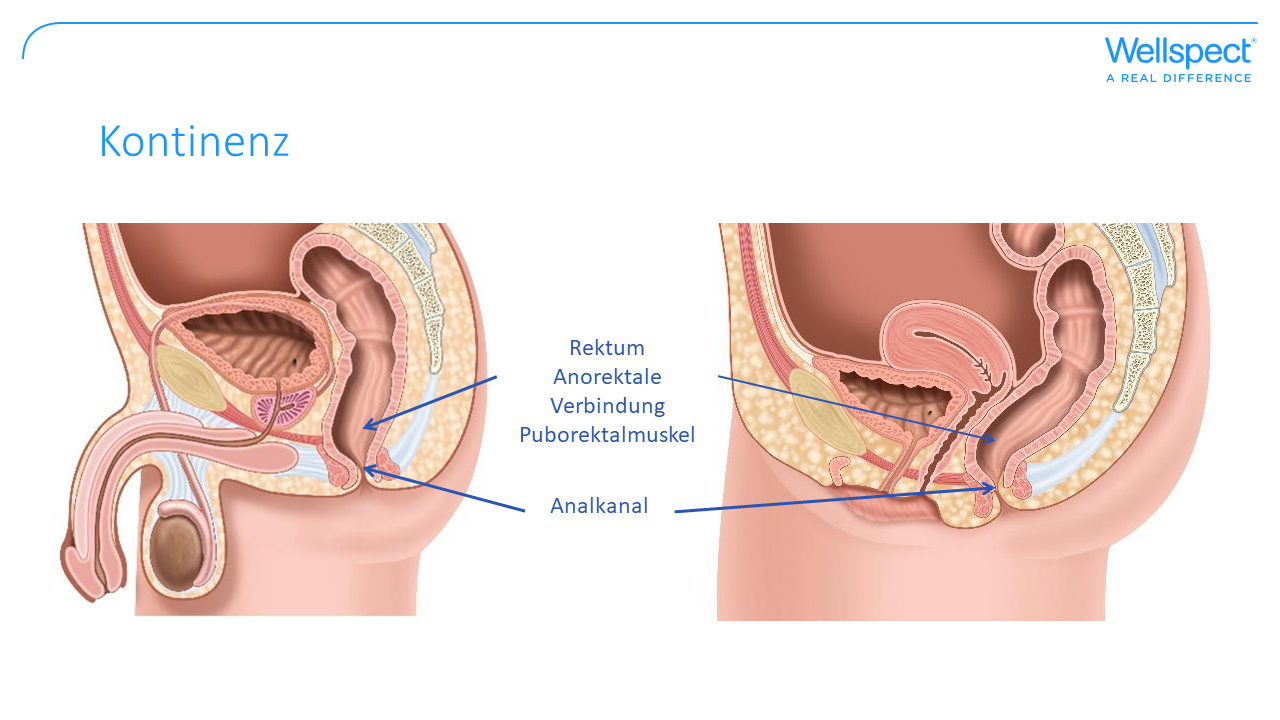 Wellspect®
A REAL DIFFERENCE
Kontinenz
Rektum
Anorektale
Verbindung
Puborektalmuskel
Analkanal